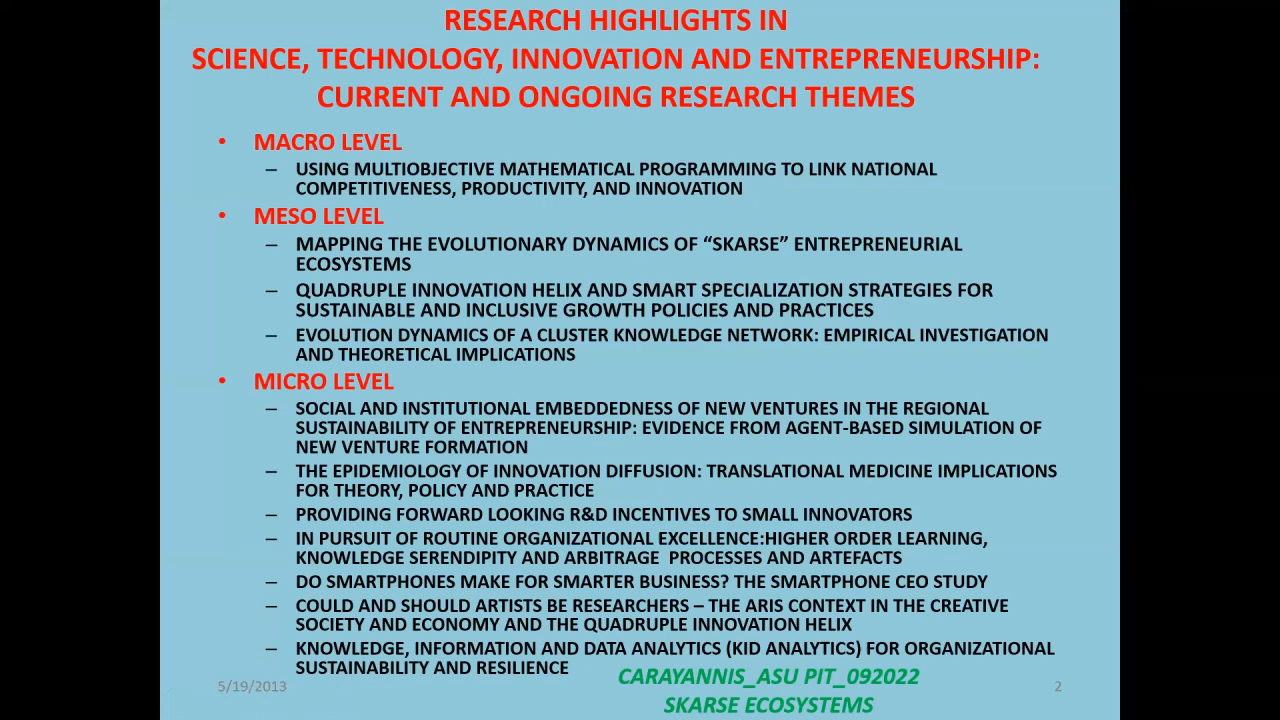 RESEARCH HIGHLIGHTS IN
SCIENCE, TECHNOLOGY, INNOVATION AND ENTREPRENEURSHIP:
CURRENT AND ONGOING RESEARCH THEMES
• MACRO LEVEL
– USING MULTIOBJECTIVE MATHEMATICAL PROGRAMMING TO LINK NATIONAL
COMPETITIVENESS, PRODUCTIVITY, AND INNOVATION
• MESO LEVEL
– MAPPING THE EVOLUTIONARY DYNAMICS OF “SKARSE” ENTREPRENEURIAL
ECOSYSTEMS
– QUADRUPLE INNOVATION HELIX AND SMART SPECIALIZATION STRATEGIES FOR
SUSTAINABLE AND INCLUSIVE GROWTH POLICIES AND PRACTICES
– EVOLUTION DYNAMICS OF A CLUSTER KNOWLEDGE NETWORK: EMPIRICAL INVESTIGATION
AND THEORETICAL IMPLICATIONS
• MICRO LEVEL
– SOCIAL AND INSTITUTIONAL EMBEDDEDNESS OF NEW VENTURES IN THE REGIONAL
SUSTAINABILITY OF ENTREPRENEURSHIP: EVIDENCE FROM AGENT-BASED SIMULATION OF
NEW VENTURE FORMATION
– THE EPIDEMIOLOGY OF INNOVATION DIFFUSION: TRANSLATIONAL MEDICINE IMPLICATIONS
FOR THEORY, POLICY AND PRACTICE
– PROVIDING FORWARD LOOKING R&D INCENTIVES TO SMALL INNOVATORS
– IN PURSUIT OF ROUTINE ORGANIZATIONAL EXCELLENCE:HIGHER ORDER LEARNING,
KNOWLEDGE SERENDIPITY AND ARBITRAGE PROCESSES AND ARTEFACTS
– DO SMARTPHONES MAKE FOR SMARTER BUSINESS? THE SMARTPHONE CEO STUDY
– COULD AND SHOULD ARTISTS BE RESEARCHERS – THE ARIS CONTEXT IN THE CREATIVE
SOCIETY AND ECONOMY AND THE QUADRUPLE INNOVATION HELIX
– KNOWLEDGE, INFORMATION AND DATA ANALYTICS (KID ANALYTICS) FOR ORGANIZATIONAL
SUSTAINABILITY AND RESILIENCE
5/19/2013
CARAYANNIS_ASU PIT_092022
SKARSE ECOSYSTEMS
2